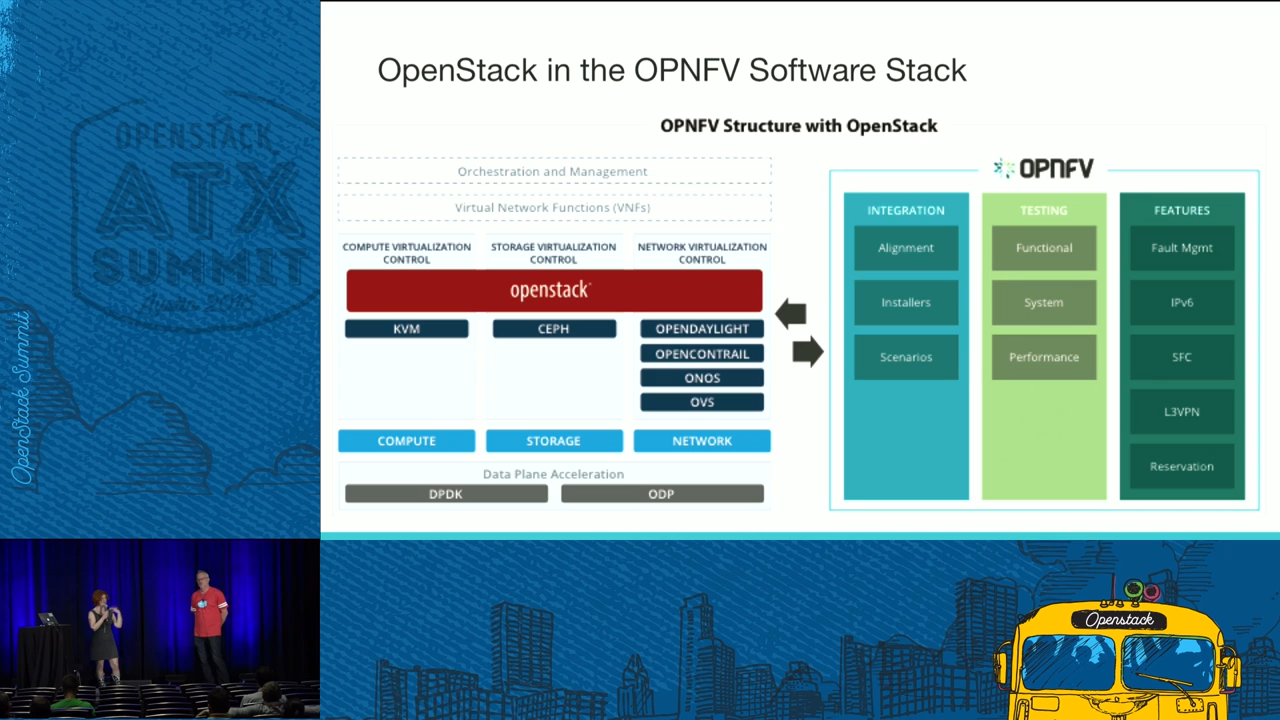 OpenStack in the OPNFV Software Stack
OPNFV Structure with OpenStack
Orchestration and Management
Virtual Network Functions (VNFs)
COMPUTE VIRTUALIZATION
CONTROL
STORAGE VIRTUALIZATION
CONTROL
NETWORK VIRTUALIZATION
CONTROL
openstack
KVM
CEPH
OPENDAYLIGHT
OPENCONTRAIL
ONOS
OVS
COMPUTE
STORAGE
NETWORK
Data Plane Acceleration
DPDK
ODP
OPNFV
INTEGRATION
Alignment
Installers
Scenarios
TESTING
Functional
System
Performance
FEATURES
Fault Mgmt
IPv6
SFC
L3VPN
Reservation
OPENSTACK
ATX
SUMMIT
OpenStack Summit
Openstack